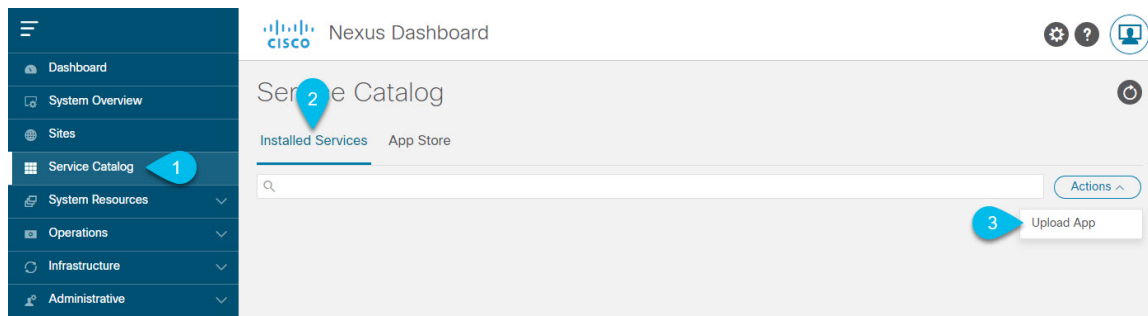 CISCO Nexus Dashboard
?
Dashboard
System Overview
Sites
Service Catalog 1
System Resources
Operations
Infrastructure
Administrative
Ser 2 e Catalog
Installed Services App Store
Actions
3 Upload App